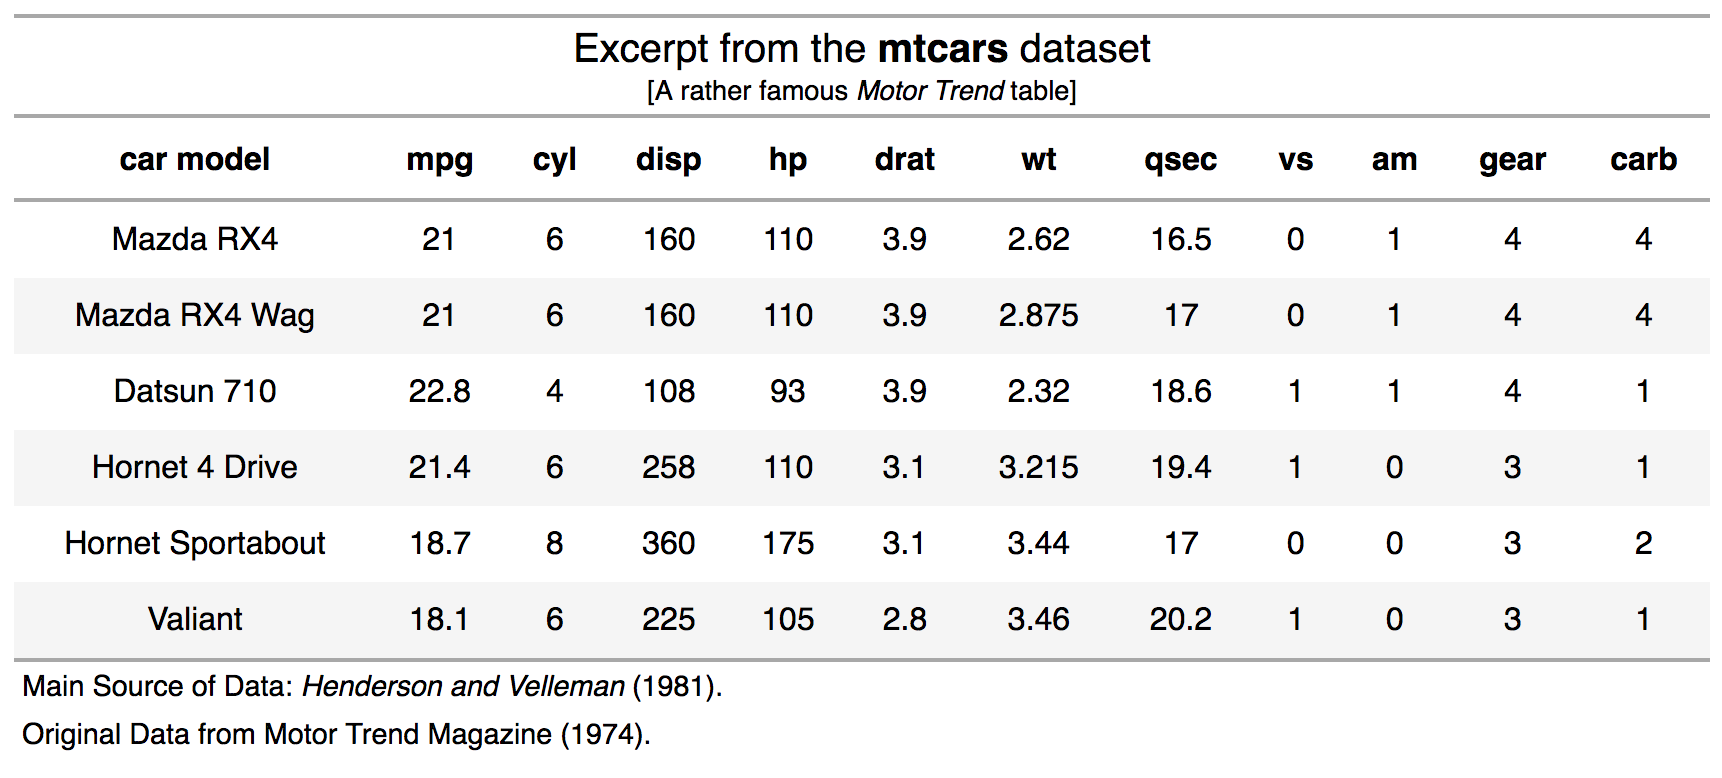 Excerpt from the mtcars dataset
[A rather famous Motor Trend table]
car model mpg cyl disp hp drat wt qsec vs am gear carb
Mazda RX4 21 6 160 110 3.9 2.62 16.5 0 1 4 4
Mazda RX4 Wag 21 6 160 110 3.9 2.875 17 0 1 4 4
Datsun 710 22.8 4 108 93 3.9 2.32 18.6 1 1 4 1
Hornet 4 Drive 21.4 6 258 110 3.1 3.215 19.4 1 0 3 1
Hornet Sportabout 18.7 8 360 175 3.1 3.44 17 0 0 3 2
Valiant 18.1 6 225 105 2.8 3.46 20.2 1 0 3 1
Main Source of Data: Henderson and Velleman (1981).
Original Data from Motor Trend Magazine (1974).